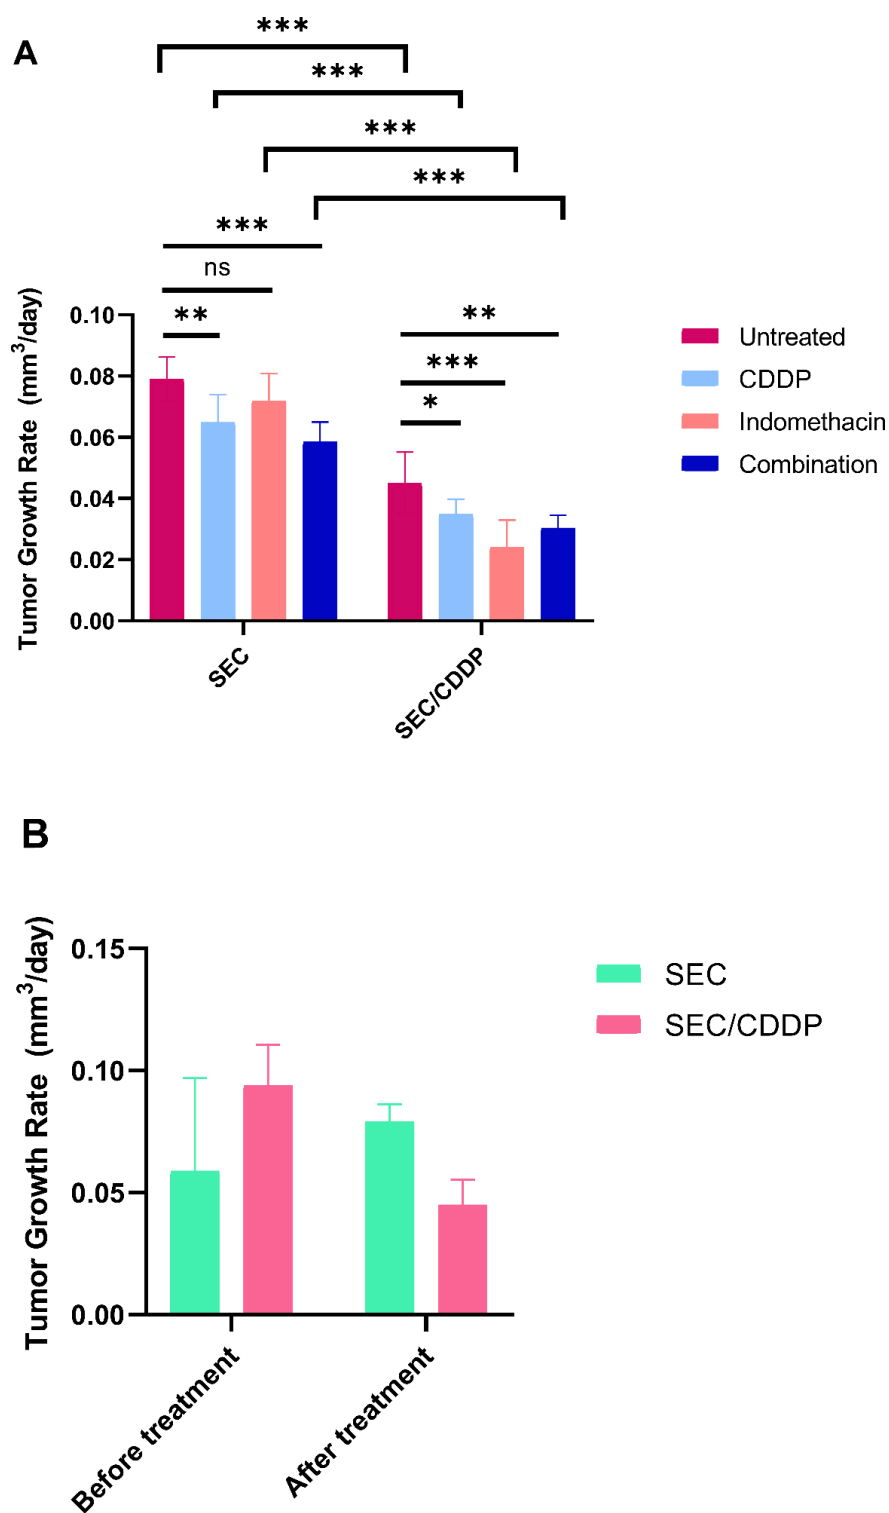 A
***
***
***
***
***
ns
**
**
***
*
Tumor Growth Rate (mm³/day)
0.10
0.08
0.06
0.04
0.02
0.00
SEC
SEC/CDDP
Untreated
CDDP
Indomethacin
Combination
B
Tumor Growth Rate (mm³/day)
0.15
0.10
0.05
0.00
Before treatment
After treatment
SEC
SEC/CDDP